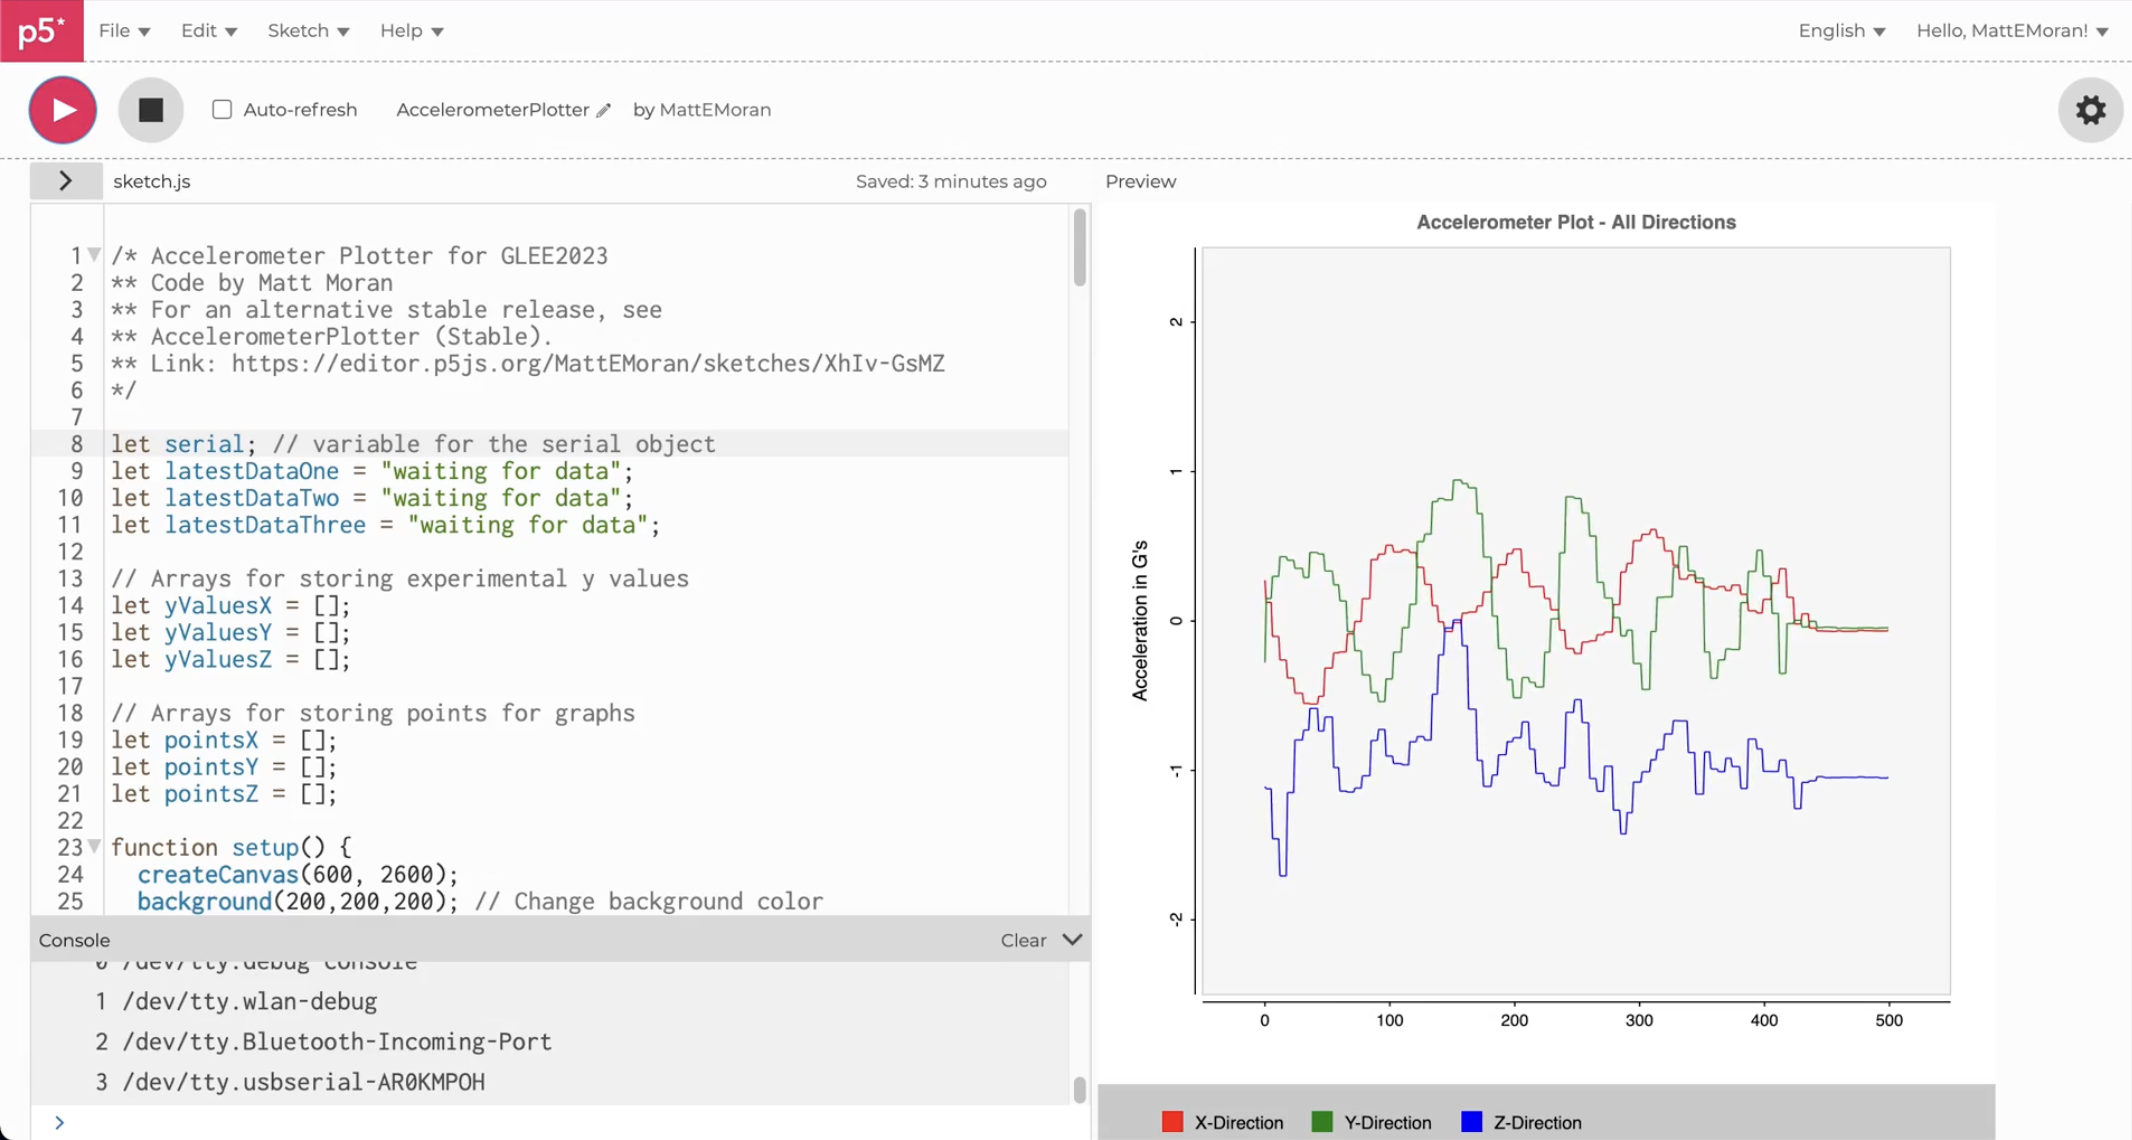 p5* File Edit Sketch Help English Hello, MattEMoran!
Auto-refresh AccelerometerPlotter by MattEMoran
sketch.js Saved: 3 minutes ago
1 /* Accelerometer Plotter for GLEE2023
2 ** Code by Matt Moran
3 ** For an alternative stable release, see
4 ** AccelerometerPlotter (Stable).
5 ** Link: https://editor.p5js.org/MattEMoran/sketches/XhIv-GsMZ
6 */
7
8 let serial; // variable for the serial object
9 let latestDataOne = "waiting for data";
10 let latestDataTwo = "waiting for data";
11 let latestDataThree = "waiting for data";
12
13 // Arrays for storing experimental y values
14 let yValuesX = [];
15 let yValuesY = [];
16 let yValuesZ = [];
17
18 // Arrays for storing points for graphs
19 let pointsX = [];
20 let pointsY = [];
21 let pointsZ = [];
22
23 function setup() {
24 createCanvas(600, 2600);
25 background(200,200,200); // Change background color
Console Clear
0 /dev/tty.debug-console
1 /dev/tty.wlan-debug
2 /dev/tty.Bluetooth-Incoming-Port
3 /dev/tty.usbserial-AR0KMPOH
>
Preview
Accelerometer Plot - All Directions
Acceleration in G's
2
1
0
-1
-2
0 100 200 300 400 500
X-Direction Y-Direction Z-Direction